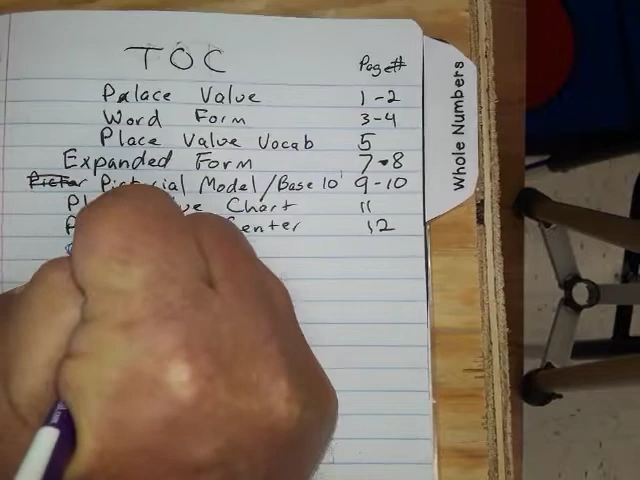 TOC
Page#
Palace Value 1-2
Word Form 3-4
Place Value Vocab 5
Expanded Form 7-8
Pictorial Model/Base 10 9-10
Chart 11
Center 12
Whole Numbers